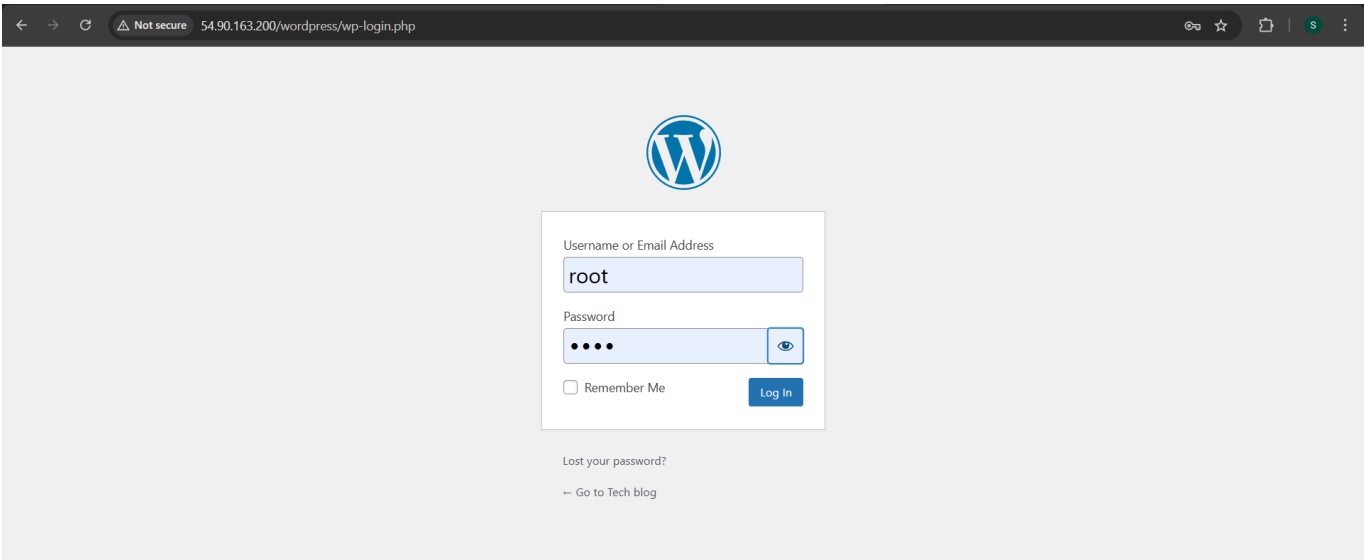 Not secure 54.90.163.200/wordpress/wp-login.php
S
Username or Email Address
root
Password
••••
Remember Me
Log In
Lost your password?
← Go to Tech blog